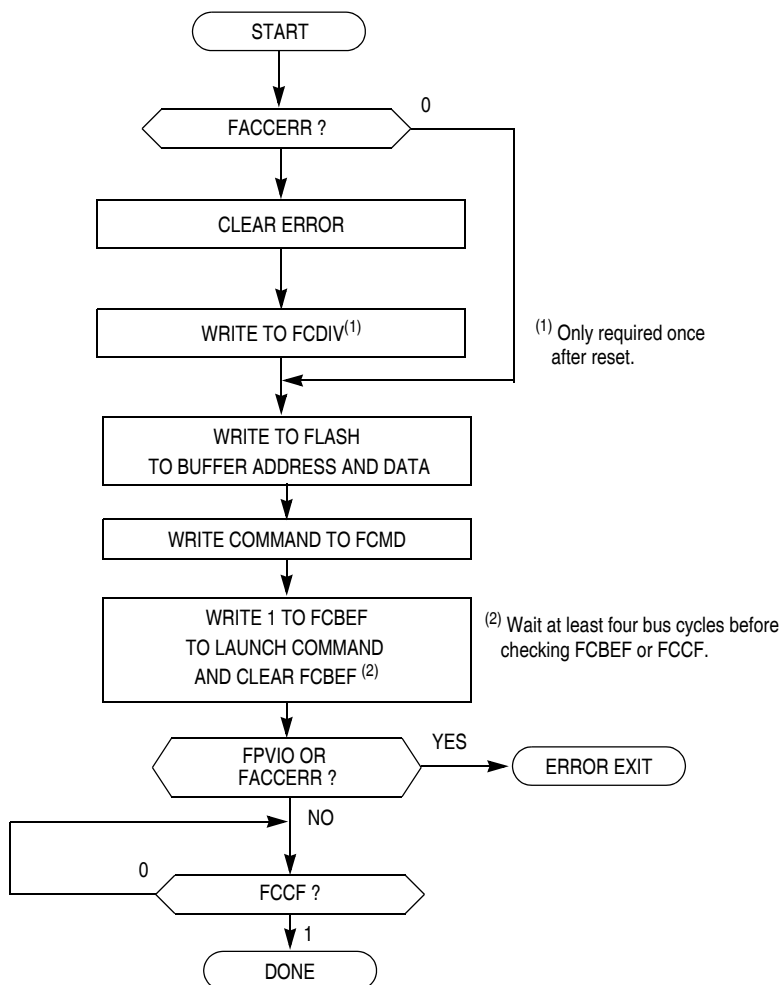 START
0
FACCERR ?
CLEAR ERROR
WRITE TO FCDIV(1)
(1) Only required once
after reset.
WRITE TO FLASH
TO BUFFER ADDRESS AND DATA
WRITE COMMAND TO FCMD
WRITE 1 TO FCBEF
TO LAUNCH COMMAND
AND CLEAR FCBEF (2)
(2) Wait at least four bus cycles before
checking FCBEF or FCCF.
FPVIO OR
FACCERR ?
YES
ERROR EXIT
NO
0
FCCF ?
1
DONE